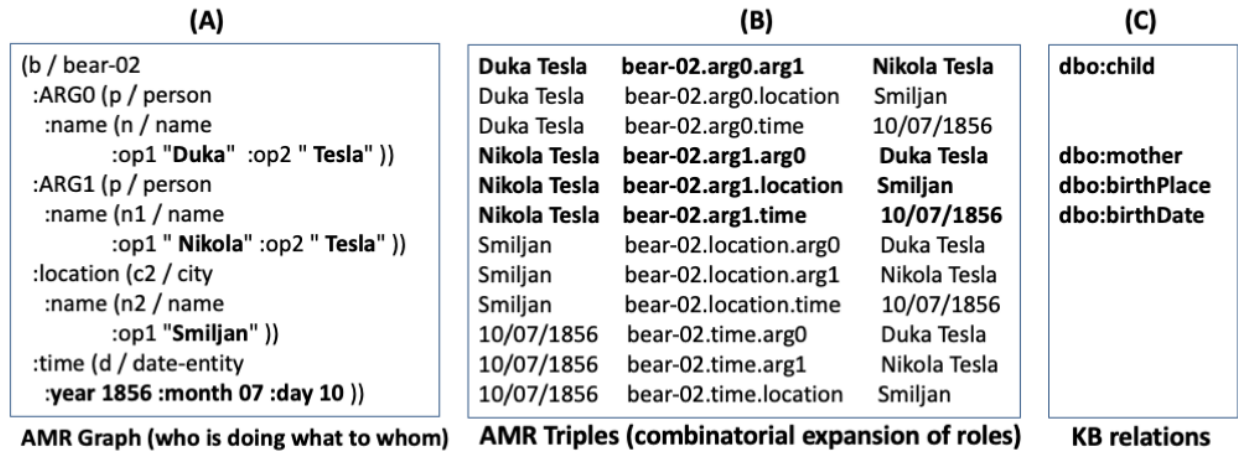 (A)
(b / bear-02
:ARG0 (p / person
:name (n / name
:op1 "Duka" :op2 " Tesla" ))
:ARG1 (p / person
:name (n1 / name
:op1 " Nikola" :op2 " Tesla" ))
:location (c2 / city
:name (n2 / name
:op1 "Smiljan" ))
:time (d / date-entity
:year 1856 :month 07 :day 10 ))
AMR Graph (who is doing what to whom)
(B)
Duka Tesla bear-02.arg0.arg1 Nikola Tesla
Duka Tesla bear-02.arg0.location Smiljan
Duka Tesla bear-02.arg0.time 10/07/1856
Nikola Tesla bear-02.arg1.arg0 Duka Tesla
Nikola Tesla bear-02.arg1.location Smiljan
Nikola Tesla bear-02.arg1.time 10/07/1856
Smiljan bear-02.location.arg0 Duka Tesla
Smiljan bear-02.location.arg1 Nikola Tesla
Smiljan bear-02.location.time 10/07/1856
10/07/1856 bear-02.time.arg0 Duka Tesla
10/07/1856 bear-02.time.arg1 Nikola Tesla
10/07/1856 bear-02.time.location Smiljan
AMR Triples (combinatorial expansion of roles)
(C)
dbo:child
dbo:mother
dbo:birthPlace
dbo:birthDate
KB relations